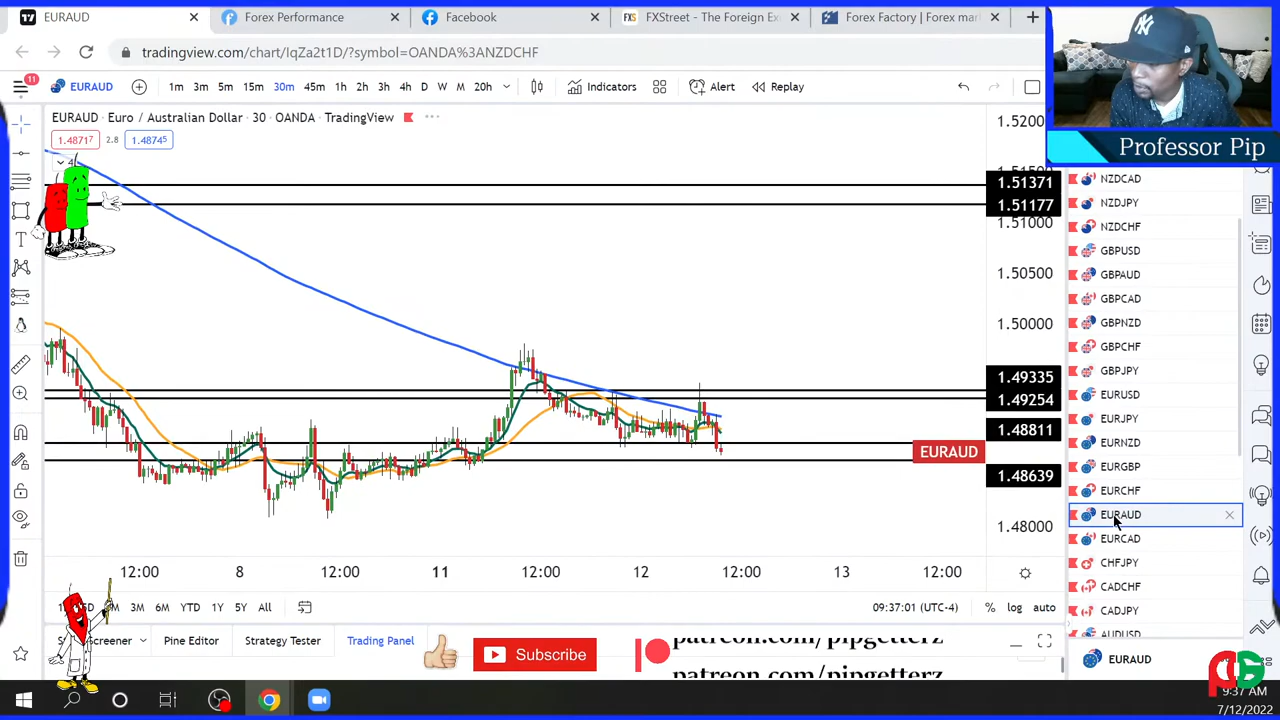 EURAUD
Forex Performance
Facebook
FXStreet - The Foreign Ex
Forex Factory | Forex mar
tradingview.com/chart/IqZa2t1D/?symbol=OANDA%3ANZDCHF
11
EURAUD
1m 3m 5m 15m 30m 45m 1h 2h 3h 4h D W M 20h
Indicators
Alert
Replay
EURAUD · Euro / Australian Dollar · 30 · OANDA · TradingView
1.48717
2.8
1.48745
4
Professor Pip
1.52000
1.51371
1.51177
1.51000
1.50500
1.50000
1.49335
1.49254
1.48811
EURAUD
1.48639
1.48000
NZDCAD
NZDJPY
NZDCHF
GBPUSD
GBPAUD
GBPCAD
GBPNZD
GBPCHF
GBPJPY
EURUSD
EURJPY
EURNZD
EURGBP
EURCHF
EURAUD
EURCAD
CHFJPY
CADCHF
CADJPY
AUDUSD
12:00 8 12:00 11 12:00 12 12:00 13 12:00
3M 6M YTD 1Y 5Y All
09:37:01 (UTC-4)
% log auto
Pine Editor
Strategy Tester
Trading Panel
Subscribe
patreon.com/pipgetterz
patreon.com/pipgetterz
EURAUD
PG
9:37 AM
7/12/2022